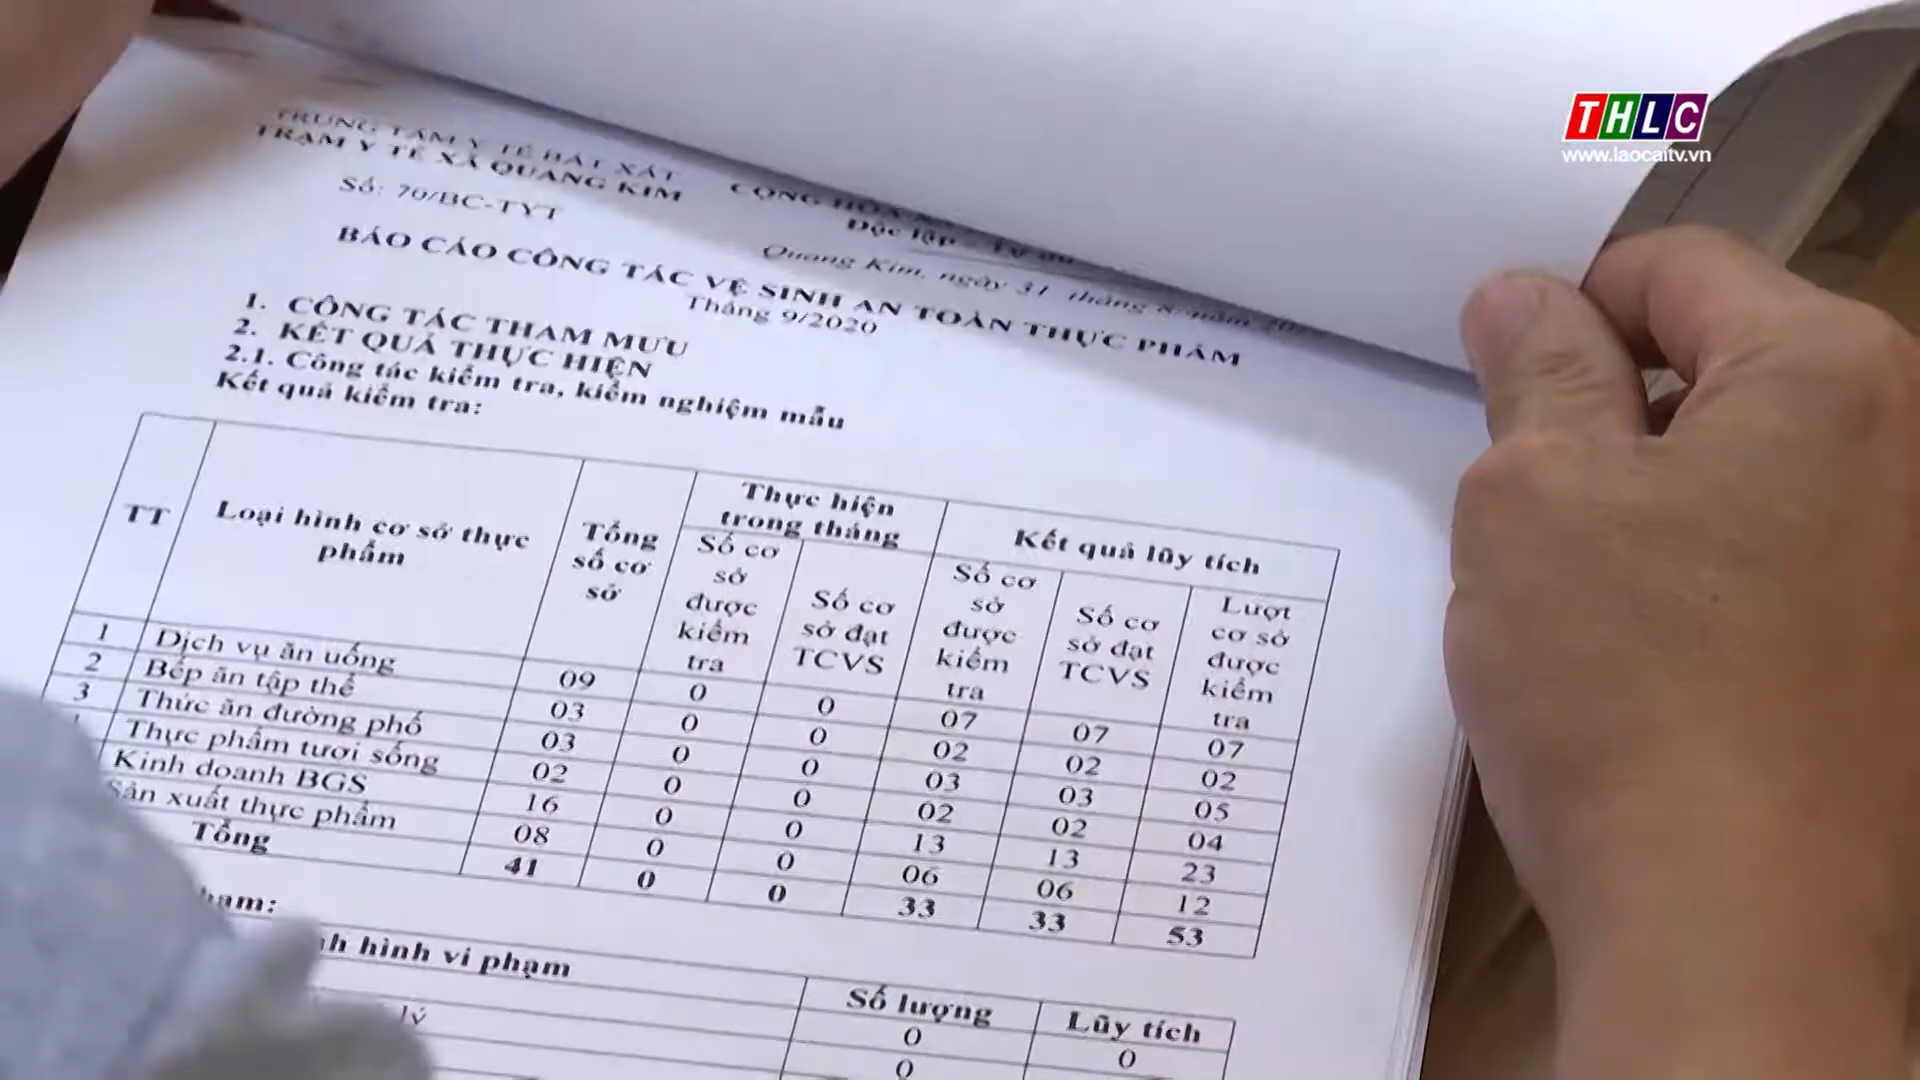 THLC
www.laocaitv.vn
TRUNG TÂM Y TẾ BÁT XÁT
TRẠM Y TẾ XÃ QUANG KIM
CỘNG HÒA
Số: 70/BC-TYT
Độc lập - Tự
Quang Kim, ngày 31 tháng 8 năm
BÁO CÁO CÔNG TÁC VỆ SINH AN TOÀN THỰC PHẨM
Tháng 9/2020
1. CÔNG TÁC THAM MƯU
2. KẾT QUẢ THỰC HIỆN
2.1. Công tác kiểm tra, kiểm nghiệm mẫu
Kết quả kiểm tra:
TT
Loại hình cơ sở thực
phẩm
Tổng
số cơ
sở
Thực hiện
trong tháng
Kết quả lũy tích
Số cơ
sở
được
kiểm
tra
Số cơ
sở đạt
TCVS
Số cơ
sở
được
kiểm
tra
Số cơ
sở đạt
TCVS
Lượt
cơ sở
được
kiểm
tra
1 Dịch vụ ăn uống 09 0 0 07 07 07
2 Bếp ăn tập thể 03 0 0 02 02 02
3 Thức ăn đường phố 03 0 0 03 03 05
Thực phẩm tươi sống 02 0 0 02 02 04
Kinh doanh BGS 16 0 0 13 13 23
Sản xuất thực phẩm 08 0 0 06 06 12
Tổng 41 0 0 33 33 53
hình vi phạm
Số lượng
Lũy tích
lý
0
0
0